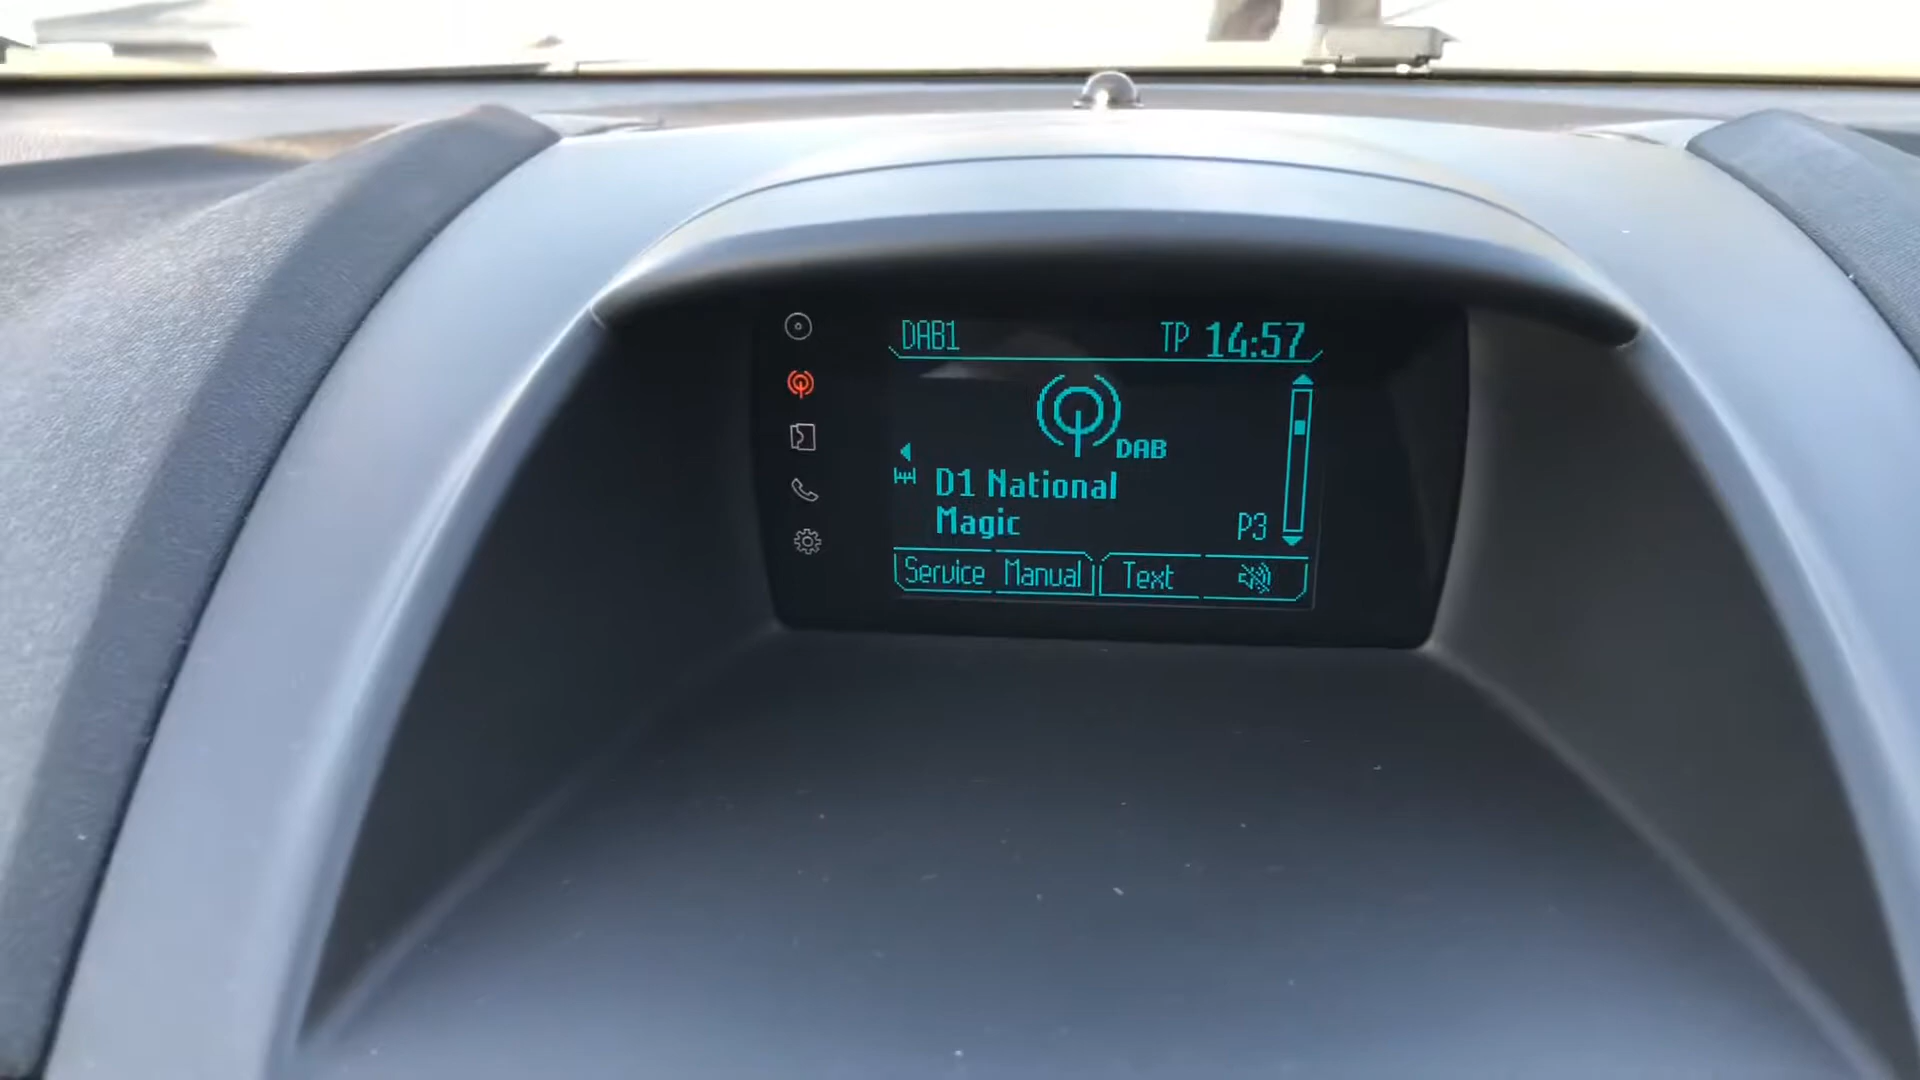 DAB1 TP 14:57
DAB
D1 National
Magic P3
Service Manual Text